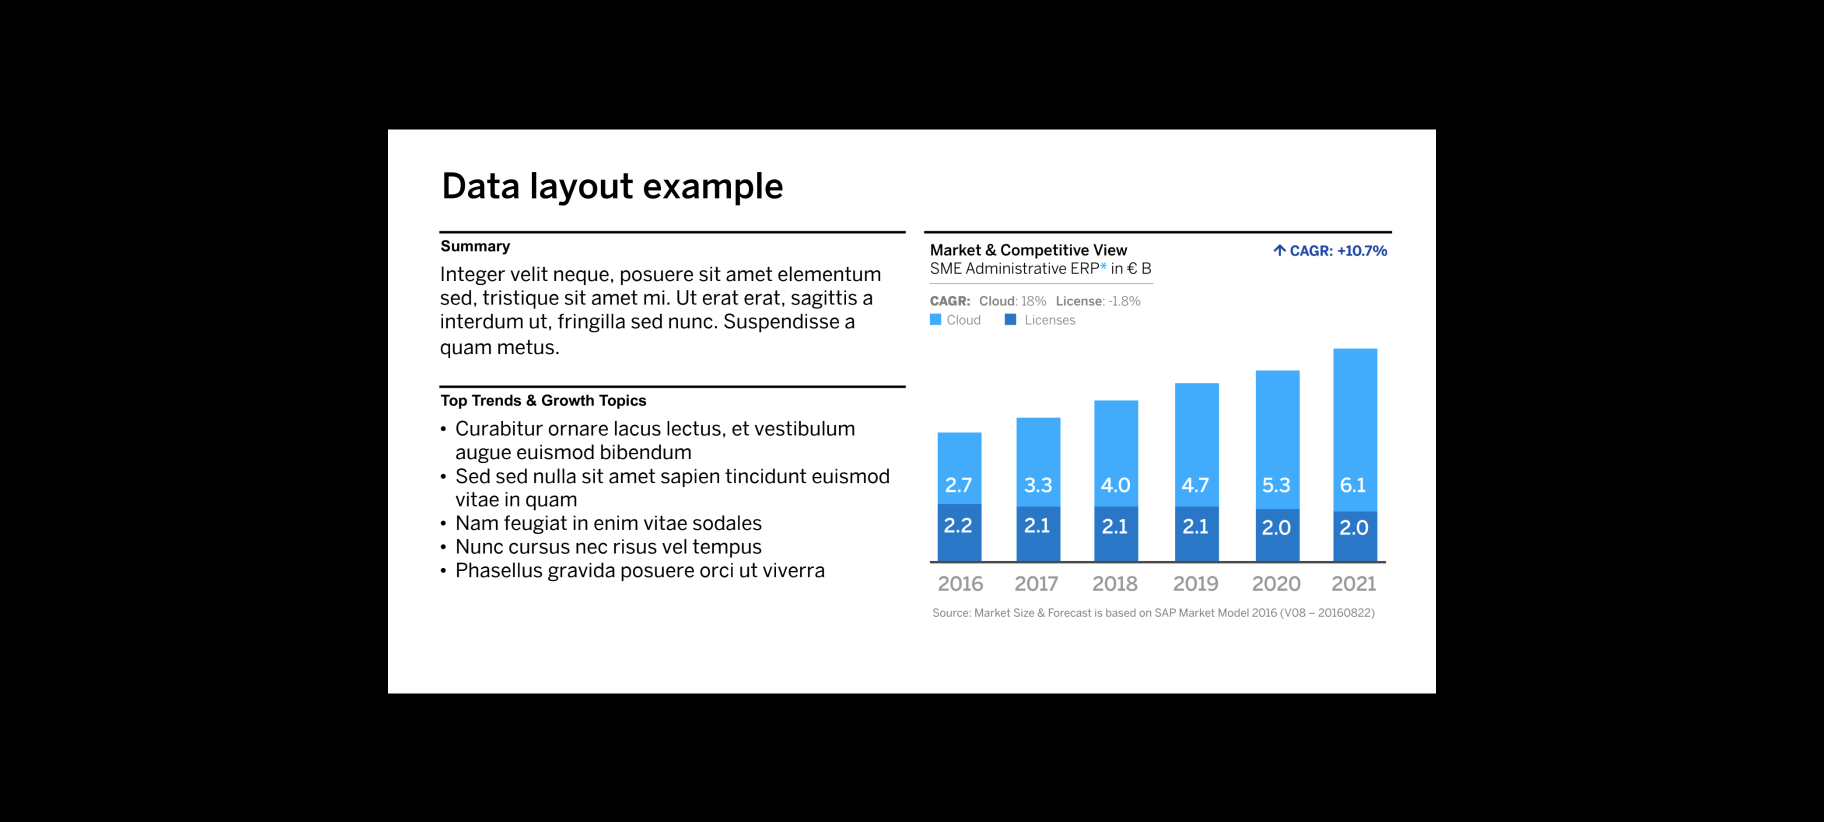 Data layout example
Summary
Integer velit neque, posuere sit amet elementum
sed, tristique sit amet mi. Ut erat erat, sagittis a
interdum ut, fringilla sed nunc. Suspendisse a
quam metus.
Top Trends & Growth Topics
• Curabitur ornare lacus lectus, et vestibulum
augue euismod bibendum
• Sed sed nulla sit amet sapien tincidunt euismod
vitae in quam
• Nam feugiat in enim vitae sodales
• Nunc cursus nec risus vel tempus
• Phasellus gravida posuere orci ut viverra
Market & Competitive View
↑ CAGR: +10.7%
SME Administrative ERP* in € B
CAGR: Cloud: 18% License: -1.8%
Cloud Licenses
2.7 3.3 4.0 4.7 5.3 6.1
2.2 2.1 2.1 2.1 2.0 2.0
2016 2017 2018 2019 2020 2021
Source: Market Size & Forecast is based on SAP Market Model 2016 (V08 – 20160822)